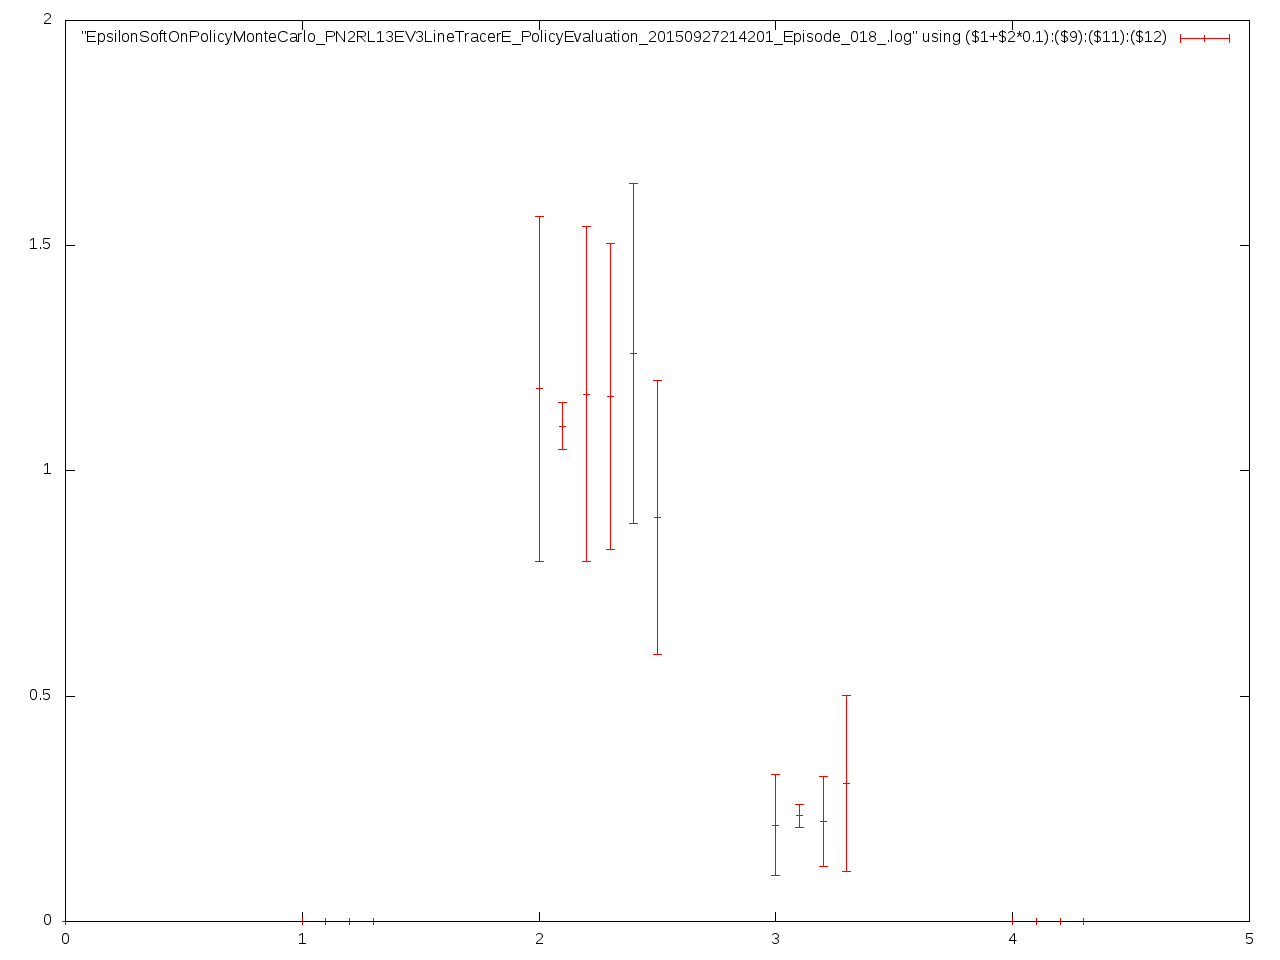 2
"EpsilonSoftOnPolicyMonteCarlo_PN2RL13EV3LineTracerE_PolicyEvaluation_20150927214201_Episode_018_.log" using ($1+$2*0.1):($9):($11):($12)
1.5
1
0.5
0
0 1 2 3 4 5